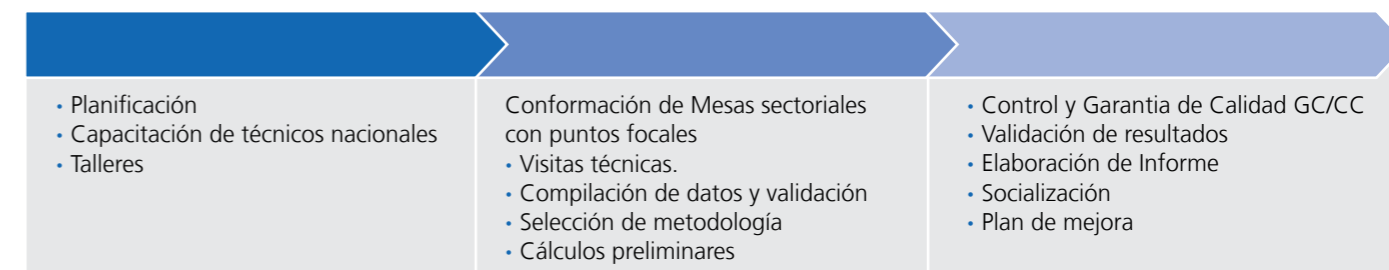 • Planificación
• Capacitación de técnicos nacionales
• Talleres
Conformación de Mesas sectoriales
con puntos focales
• Visitas técnicas.
• Compilación de datos y validación
• Selección de metodología
• Cálculos preliminares
• Control y Garantia de Calidad GC/CC
• Validación de resultados
• Elaboración de Informe
• Socialización
• Plan de mejora